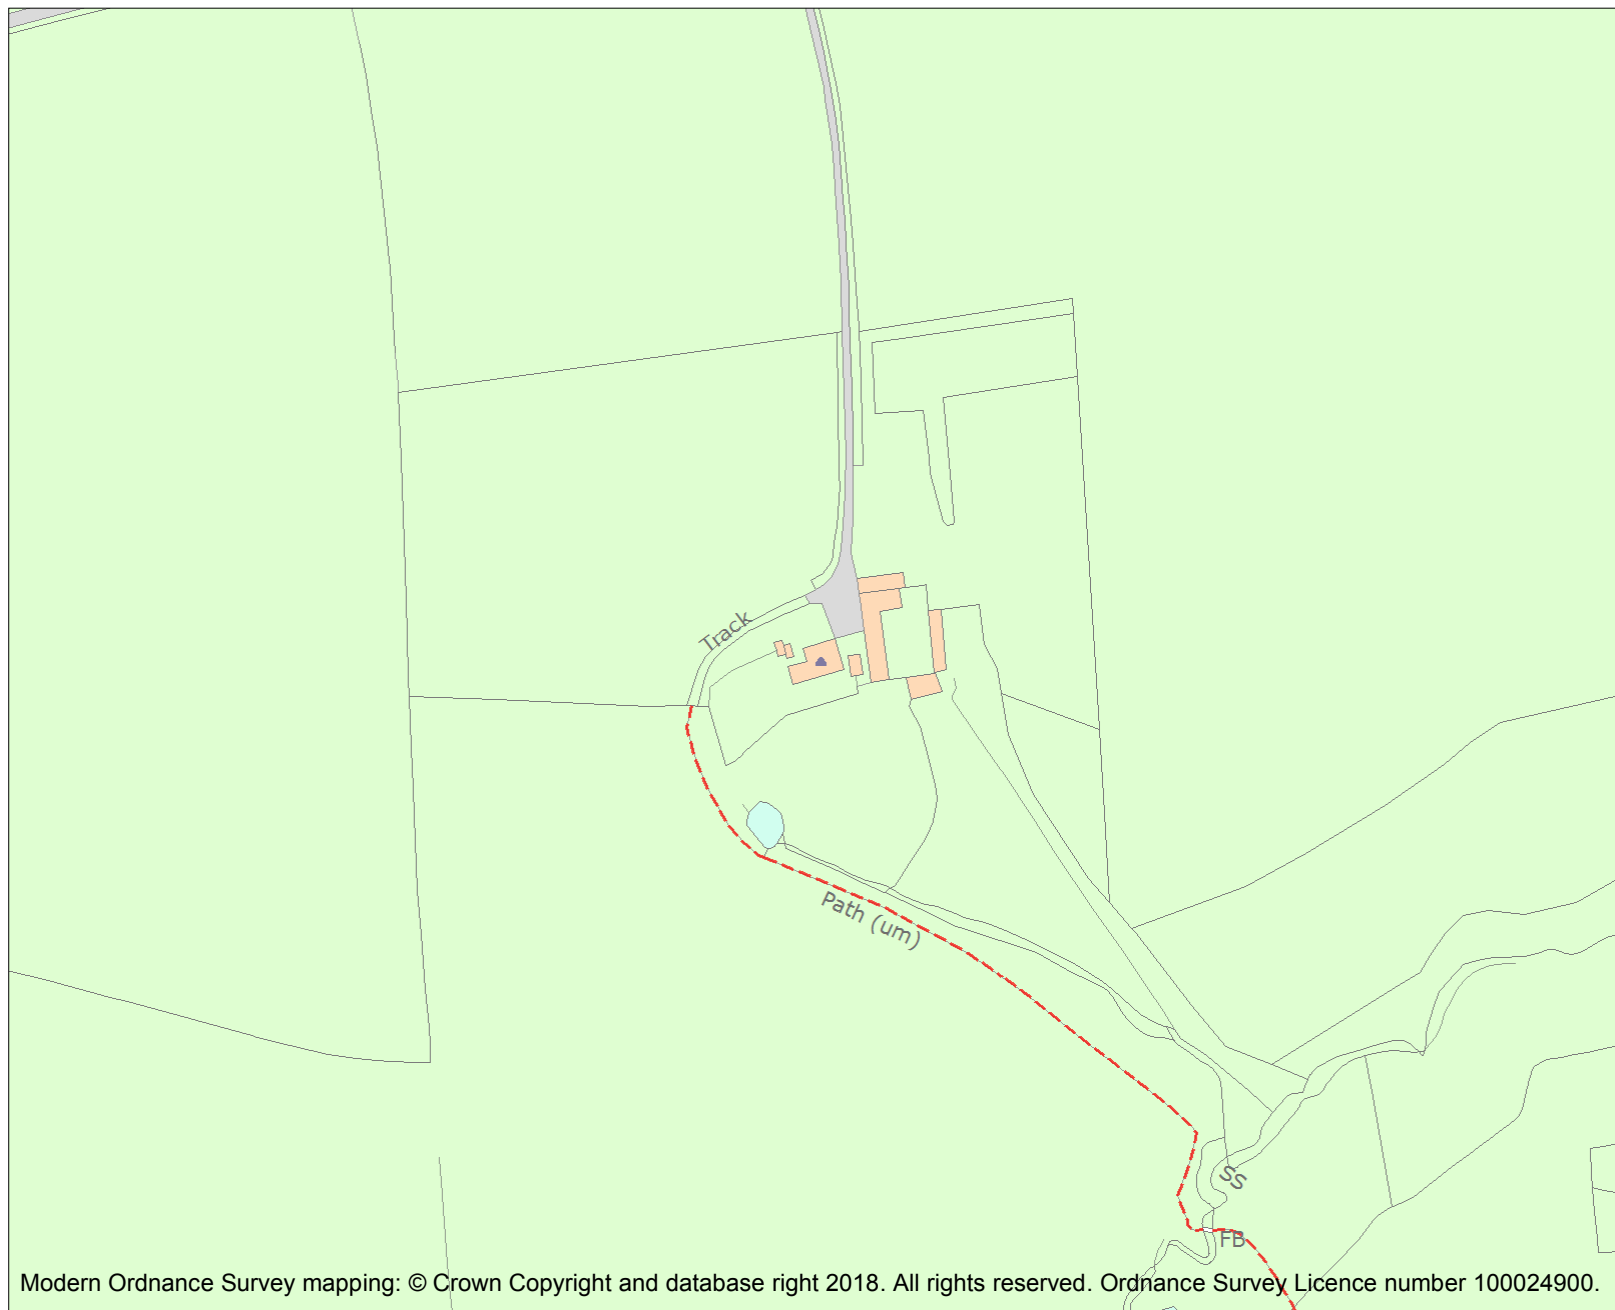 Track
Path (um)
SS
FB
Modern Ordnance Survey mapping: © Crown Copyright and database right 2018. All rights reserved. Ordnance Survey Licence number 100024900.